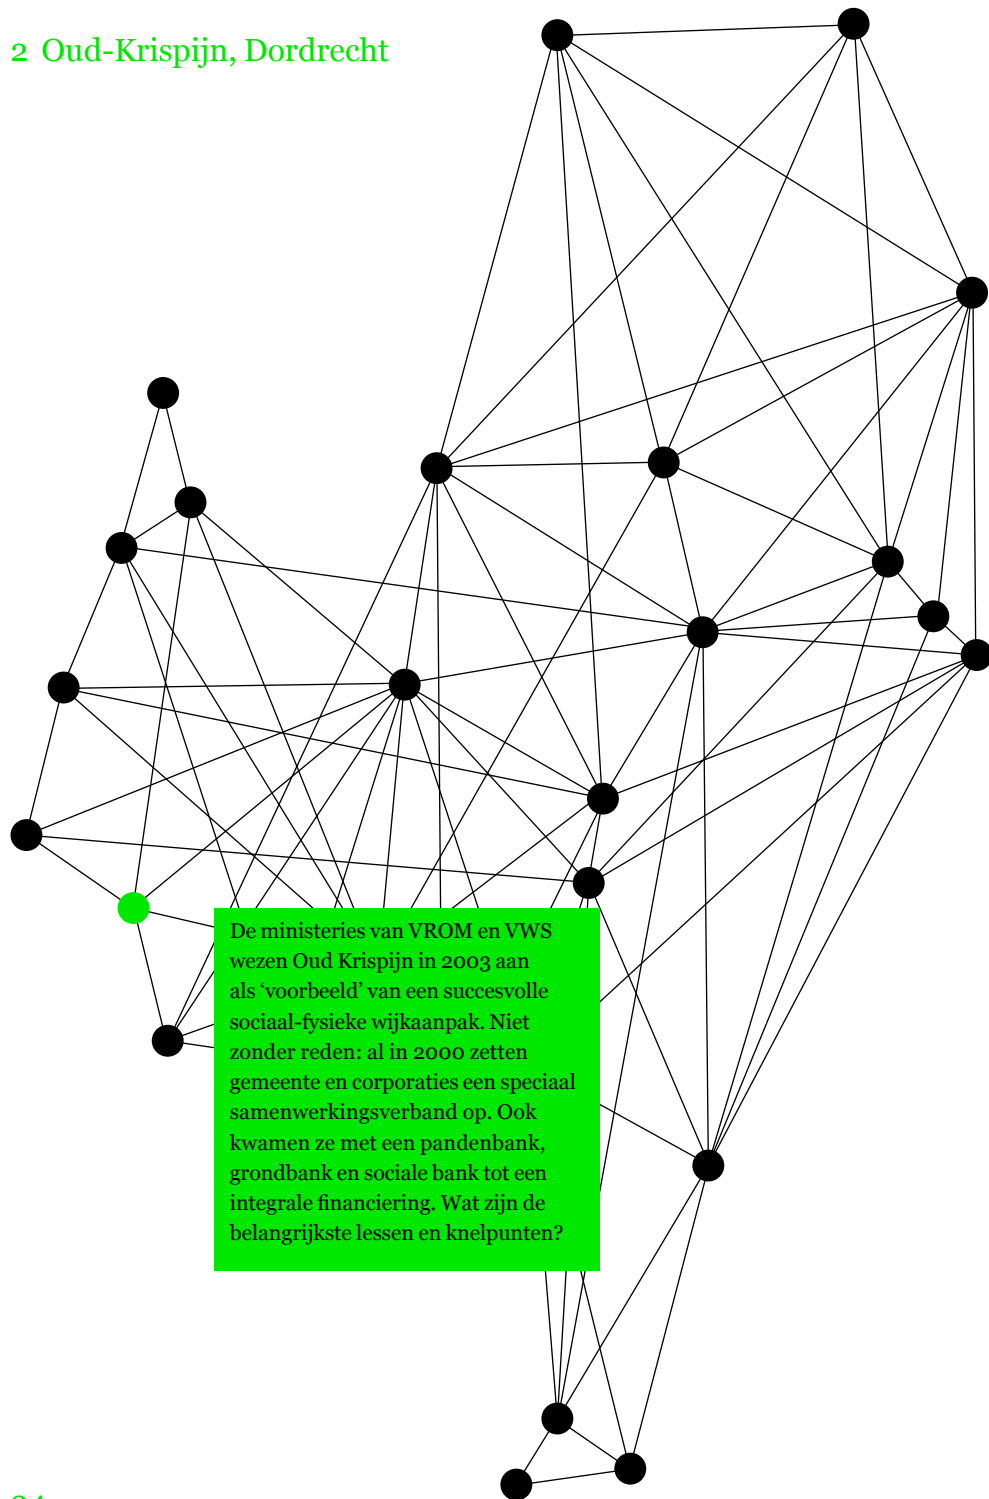 2 Oud-Krispijn, Dordrecht
De ministeries van VROM en VWS
wezen Oud Krispijn in 2003 aan
als ‘voorbeeld’ van een succesvolle
sociaal-fysieke wijkaanpak. Niet
zonder reden: al in 2000 zetten
gemeente en corporaties een speciaal
samenwerkingsverband op. Ook
kwamen ze met een pandenbank,
grondbank en sociale bank tot een
integrale financiering. Wat zijn de
belangrijkste lessen en knelpunten?